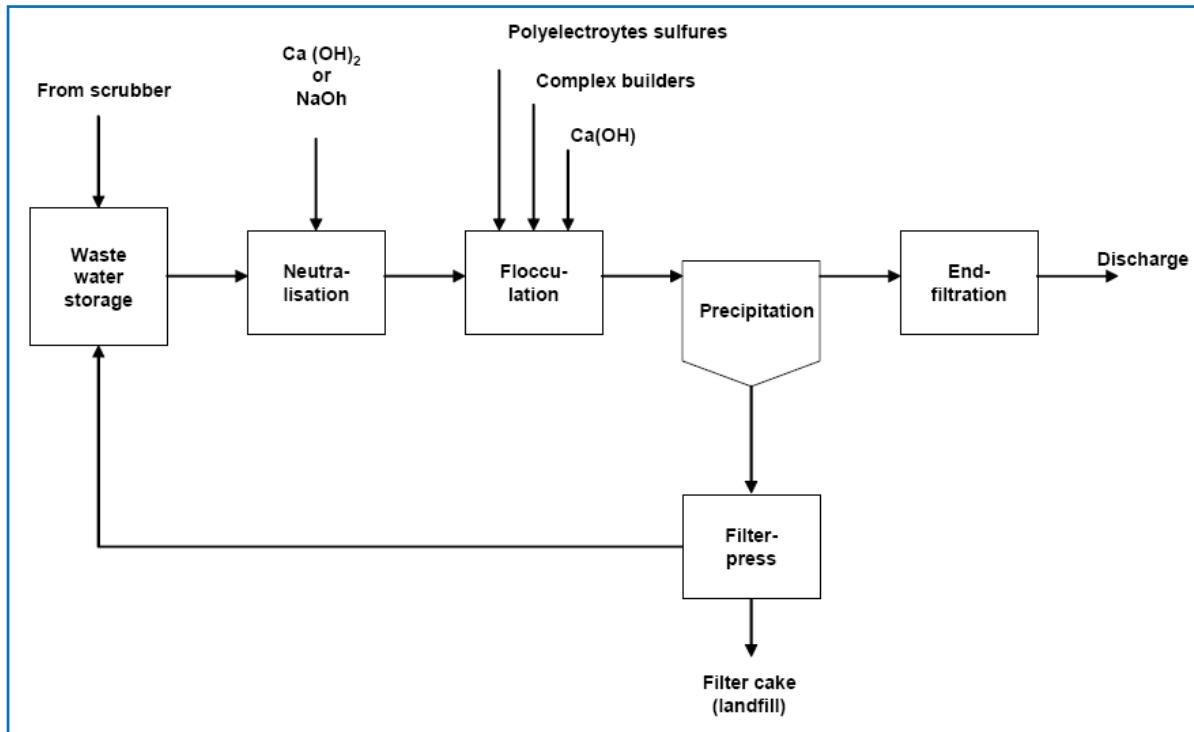 Polyelectroytes sulfures
Ca (OH)₂
or
NaOh
Complex builders
From scrubber
Ca(OH)
Waste
water
storage
Neutra-
lisation
Floccu-
lation
Precipitation
End-
filtration
Discharge
Filter-
press
Filter cake
(landfill)